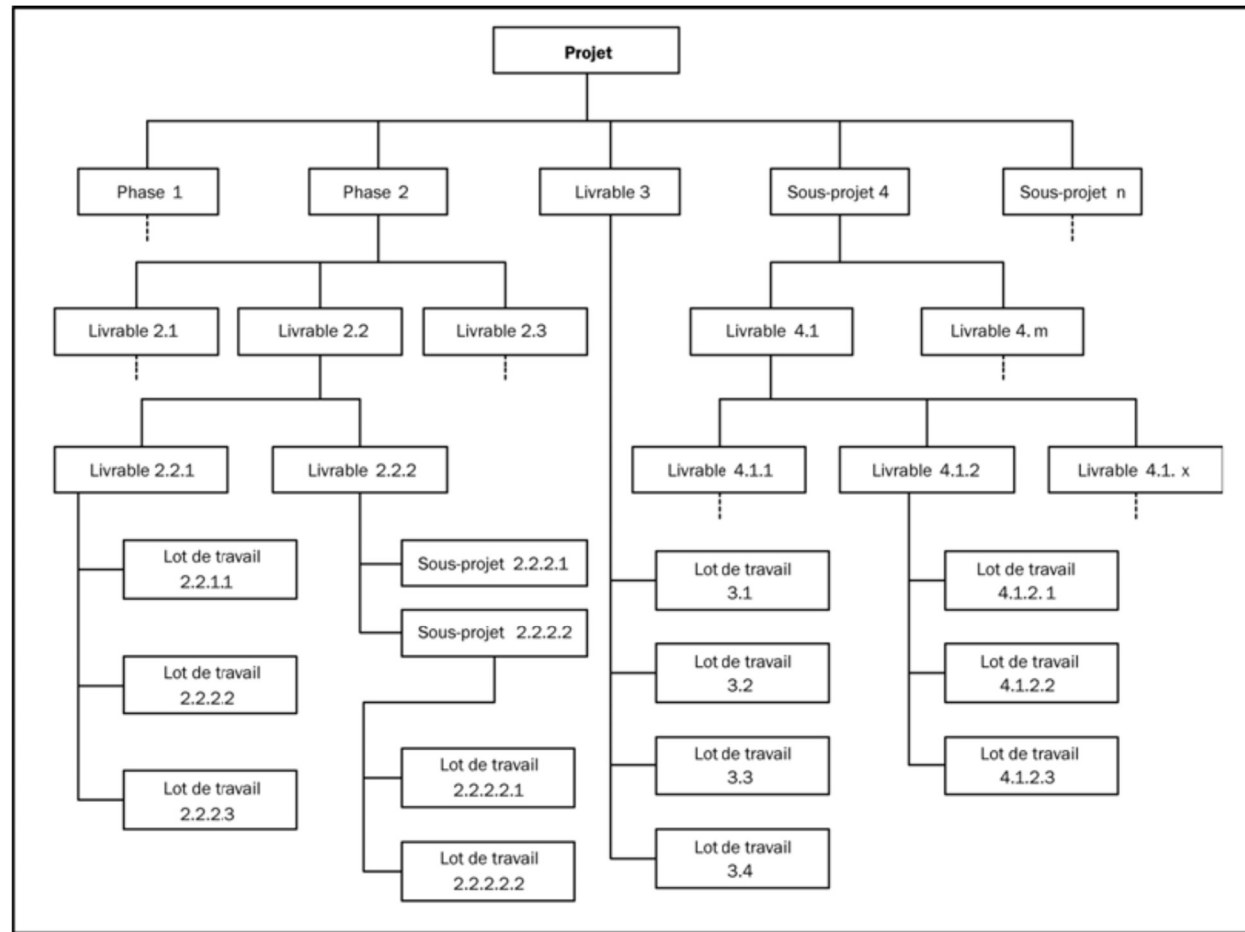 Projet
Phase 1
Phase 2
Livrable 3
Sous-projet 4
Sous-projet n
Livrable 2.1
Livrable 2.2
Livrable 2.3
Livrable 4.1
Livrable 4. m
Livrable 2.2.1
Livrable 2.2.2
Livrable 4.1.1
Livrable 4.1.2
Livrable 4.1. x
Lot de travail
2.2.1.1
Sous-projet 2.2.2.1
Lot de travail
3.1
Lot de travail
4.1.2. 1
Sous-projet 2.2.2.2
Lot de travail
2.2.2.2
Lot de travail
3.2
Lot de travail
4.1.2.2
Lot de travail
2.2.2.3
Lot de travail
2.2.2.2.1
Lot de travail
3.3
Lot de travail
4.1.2.3
Lot de travail
2.2.2.2.2
Lot de travail
3.4